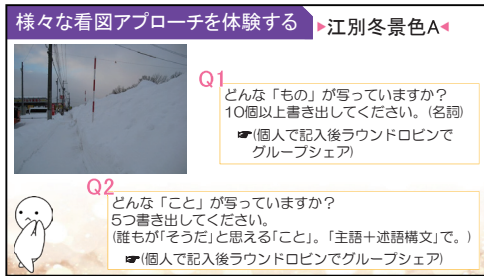 様々な看図アプローチを体験する
▶江別冬景色A◀
Q1
どんな「もの」が写っていますか？
10個以上書き出してください。(名詞)
☛(個人で記入後ラウンドロビンで
グループシェア)
Q2
どんな「こと」が写っていますか？
5つ書き出してください。
(誰もが「そうだ」と思える「こと」。「主語＋述語構文」で。)
☛(個人で記入後ラウンドロビンでグループシェア)